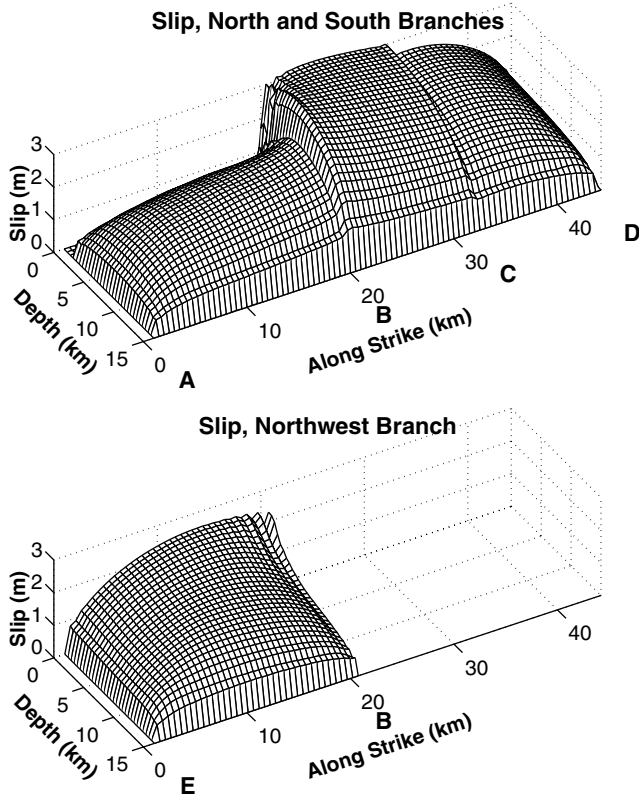 Slip, North and South Branches
3
2
1
0
Slip (m)
0
5
10
15
Depth (km)
0
10
20
30
40
Along Strike (km)
A
B
C
D
Slip, Northwest Branch
3
2
1
0
Slip (m)
0
5
10
15
Depth (km)
0
10
20
30
40
Along Strike (km)
E
B